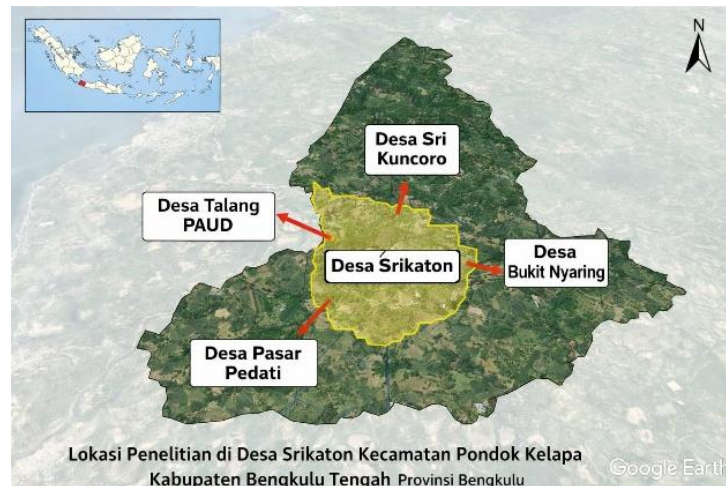 N
Desa Sri
Kuncoro
Desa Talang
PAUD
Desa Srikaton
Desa
Bukit Nyaring
Desa Pasar
Pedati
Lokasi Penelitian di Desa Srikaton Kecamatan Pondok Kelapa
Kabupaten Bengkulu Tengah Provinsi Bengkulu
Google Earth